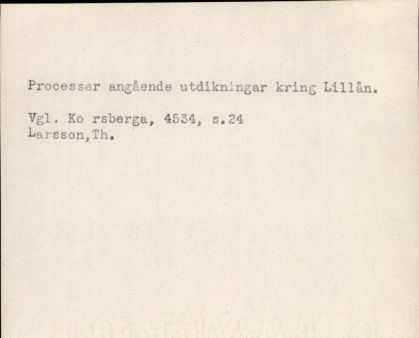 Processer angående utdikningar kring Lillån.
Vgl. Ko rsberga, 4534, s.24
Larsson,Th.